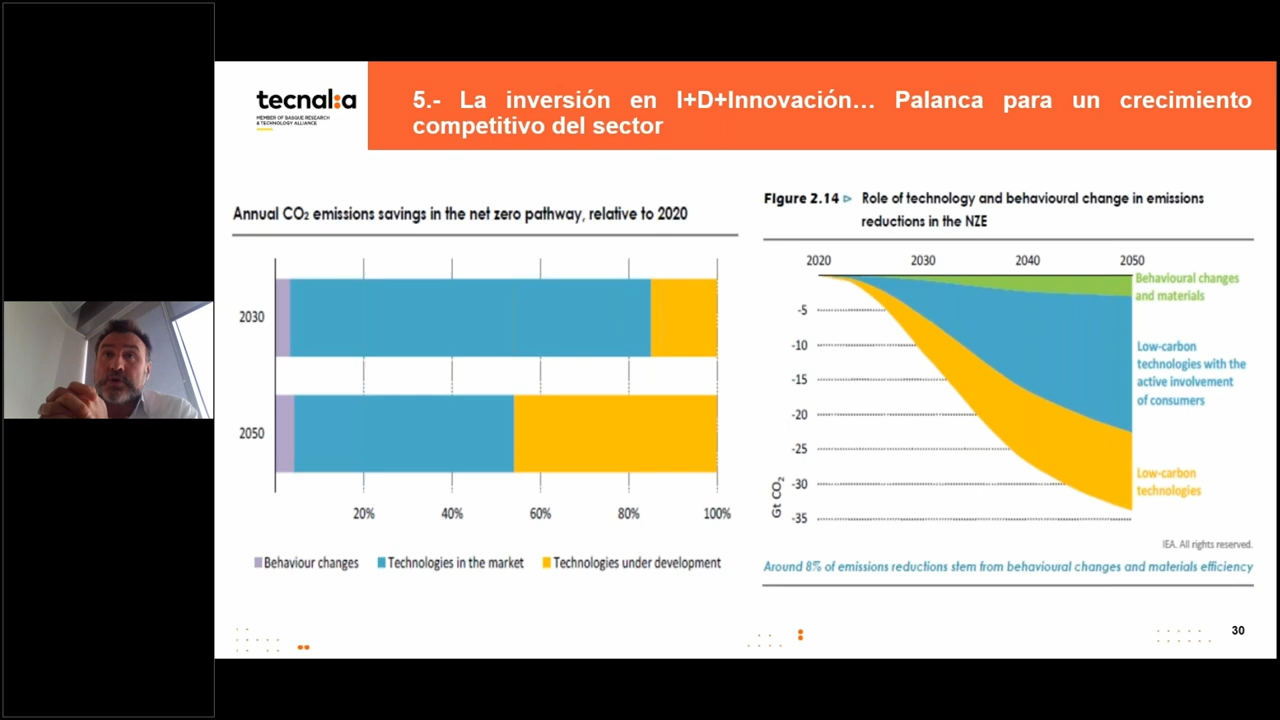 tecnal:a
MEMBER OF BASQUE RESEARCH
& TECHNOLOGY ALLIANCE
5.- La inversión en I+D+Innovación… Palanca para un crecimiento
competitivo del sector
Annual CO₂ emissions savings in the net zero pathway, relative to 2020
2030
2050
20%
40%
60%
80%
100%
Behaviour changes
Technologies in the market
Technologies under development
Figure 2.14 ▷ Role of technology and behavioural change in emissions
reductions in the NZE
2020
2030
2040
2050
-5
-10
-15
-20
-25
-30
-35
Gt CO₂
Behavioural changes
and materials
Low-carbon
technologies with the
active involvement
of consumers
Low-carbon
technologies
IEA. All rights reserved.
Around 8% of emissions reductions stem from behavioural changes and materials efficiency
30